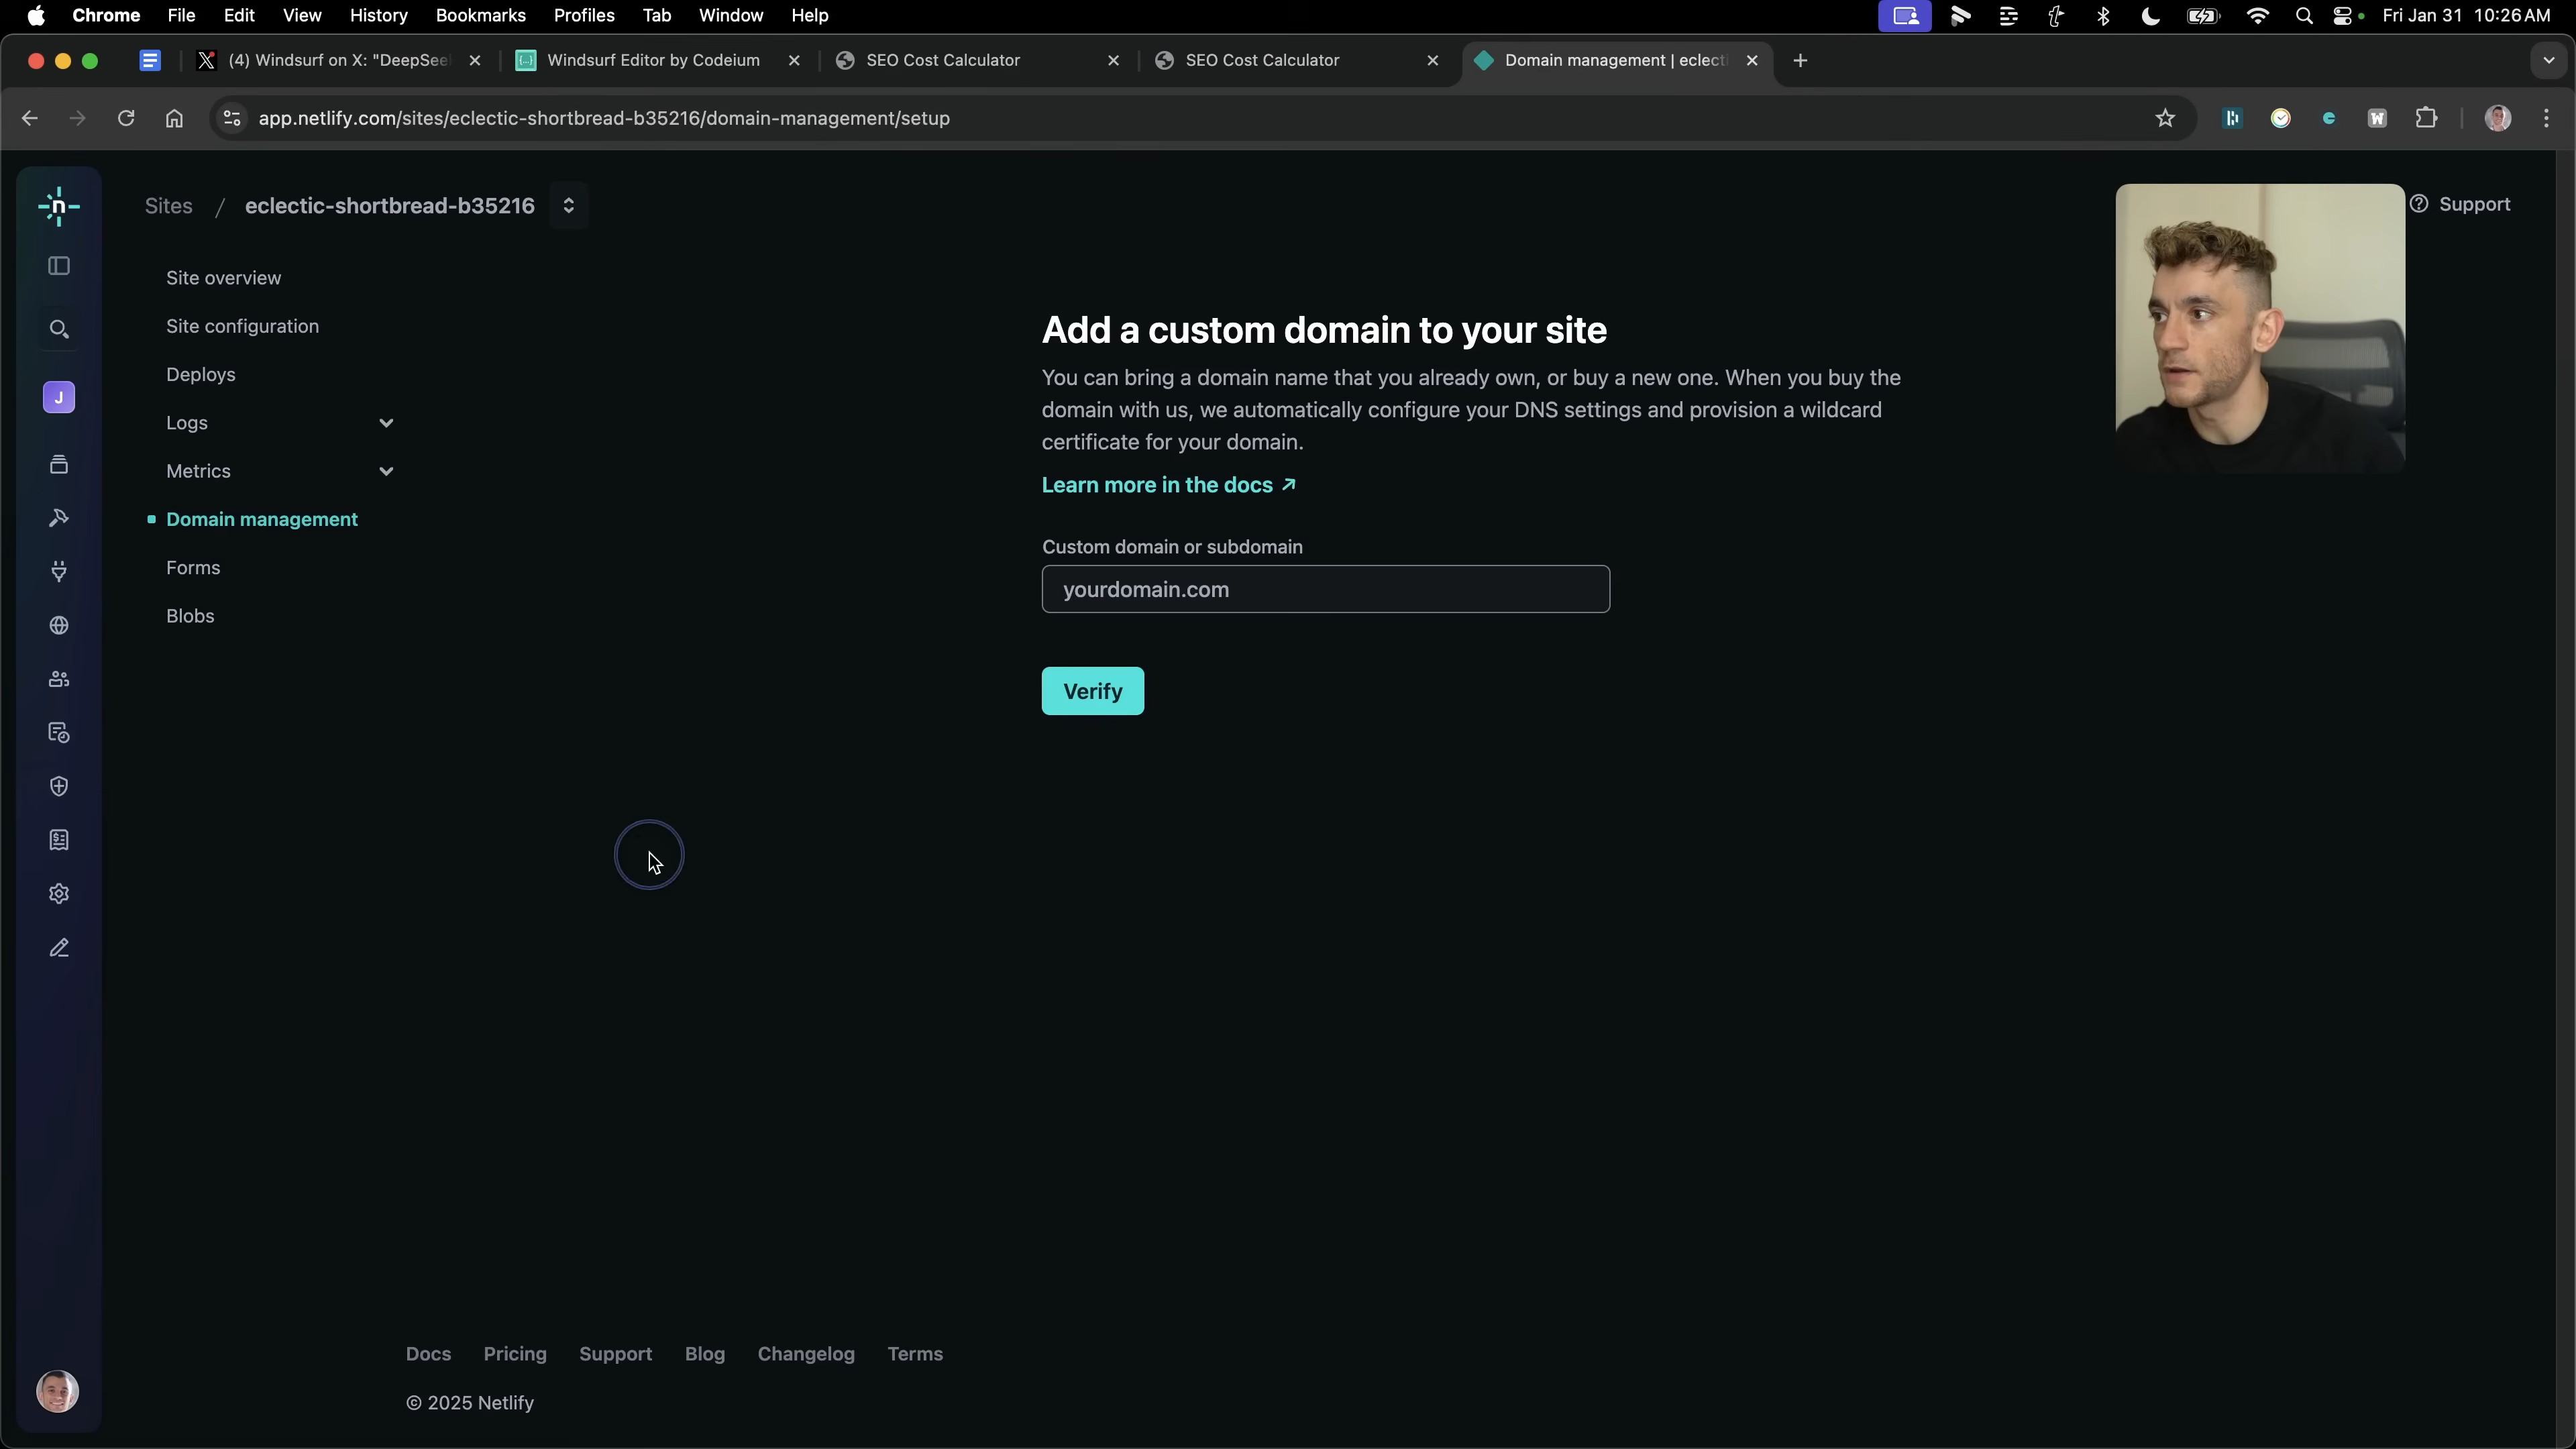 Chrome File Edit View History Bookmarks Profiles Tab Window Help Fri Jan 31 10:26 AM
(4) Windsurf on X: "DeepSee Windsurf Editor by Codeium SEO Cost Calculator SEO Cost Calculator Domain management | eclecti
app.netlify.com/sites/eclectic-shortbread-b35216/domain-management/setup
Sites / eclectic-shortbread-b35216
Support
Site overview
Site configuration
Deploys
Logs
Metrics
Domain management
Forms
Blobs
J
Add a custom domain to your site
You can bring a domain name that you already own, or buy a new one. When you buy the
domain with us, we automatically configure your DNS settings and provision a wildcard
certificate for your domain.
Learn more in the docs
Custom domain or subdomain
yourdomain.com
Verify
Docs Pricing Support Blog Changelog Terms
© 2025 Netlify